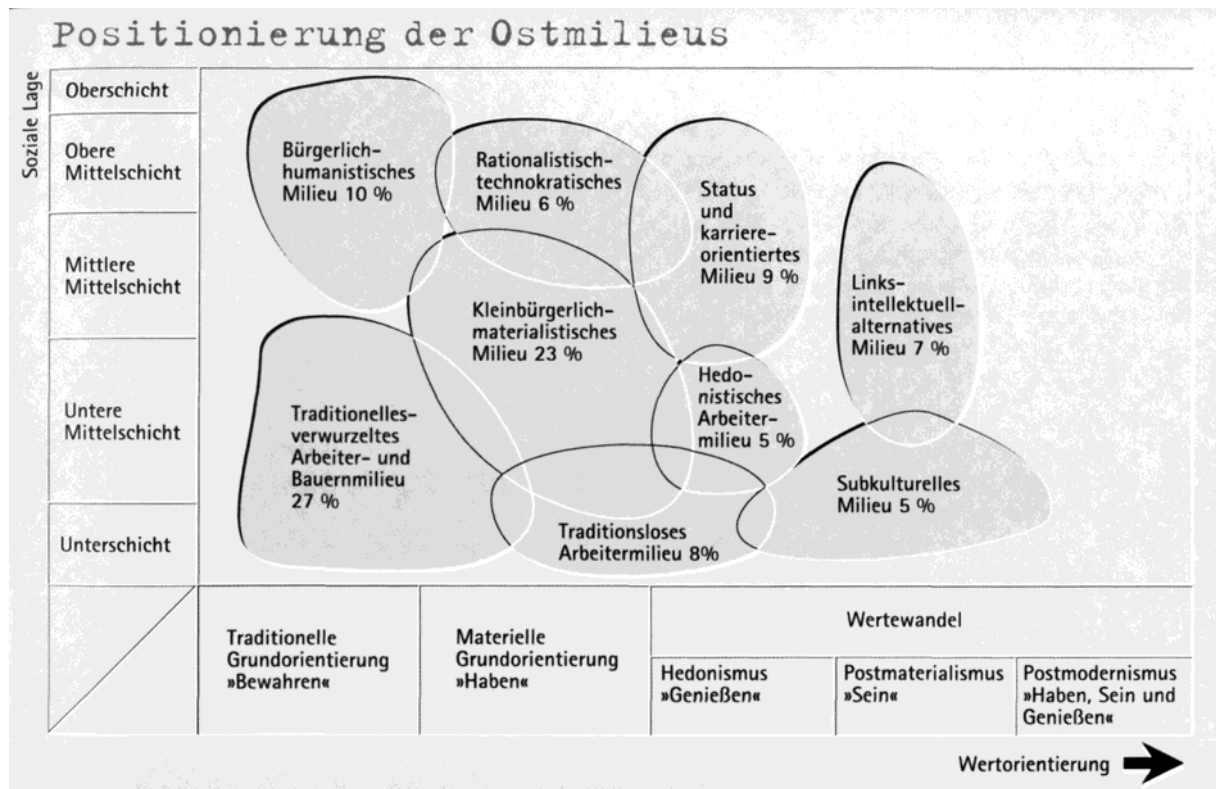 Positionierung der Ostmilieus
Soziale Lage
Oberschicht
Obere
Mittelschicht
Mittlere
Mittelschicht
Untere
Mittelschicht
Unterschicht
Bürgerlich-
humanistisches
Milieu 10 %
Rationalistisch-
technokratisches
Milieu 6 %
Status
und
karriere-
orientiertes
Milieu 9 %
Links-
intellektuell-
alternatives
Milieu 7 %
Kleinbürgerlich-
materialistisches
Milieu 23 %
Hedo-
nistisches
Arbeiter-
milieu 5 %
Traditionelles-
verwurzeltes
Arbeiter- und
Bauernmilieu
27 %
Subkulturelles
Milieu 5 %
Traditionsloses
Arbeitermilieu 8%
Traditionelle
Grundorientierung
»Bewahren«
Materielle
Grundorientierung
»Haben«
Wertewandel
Hedonismus
»Genießen«
Postmaterialismus
»Sein«
Postmodernismus
»Haben, Sein und
Genießen«
Wertorientierung